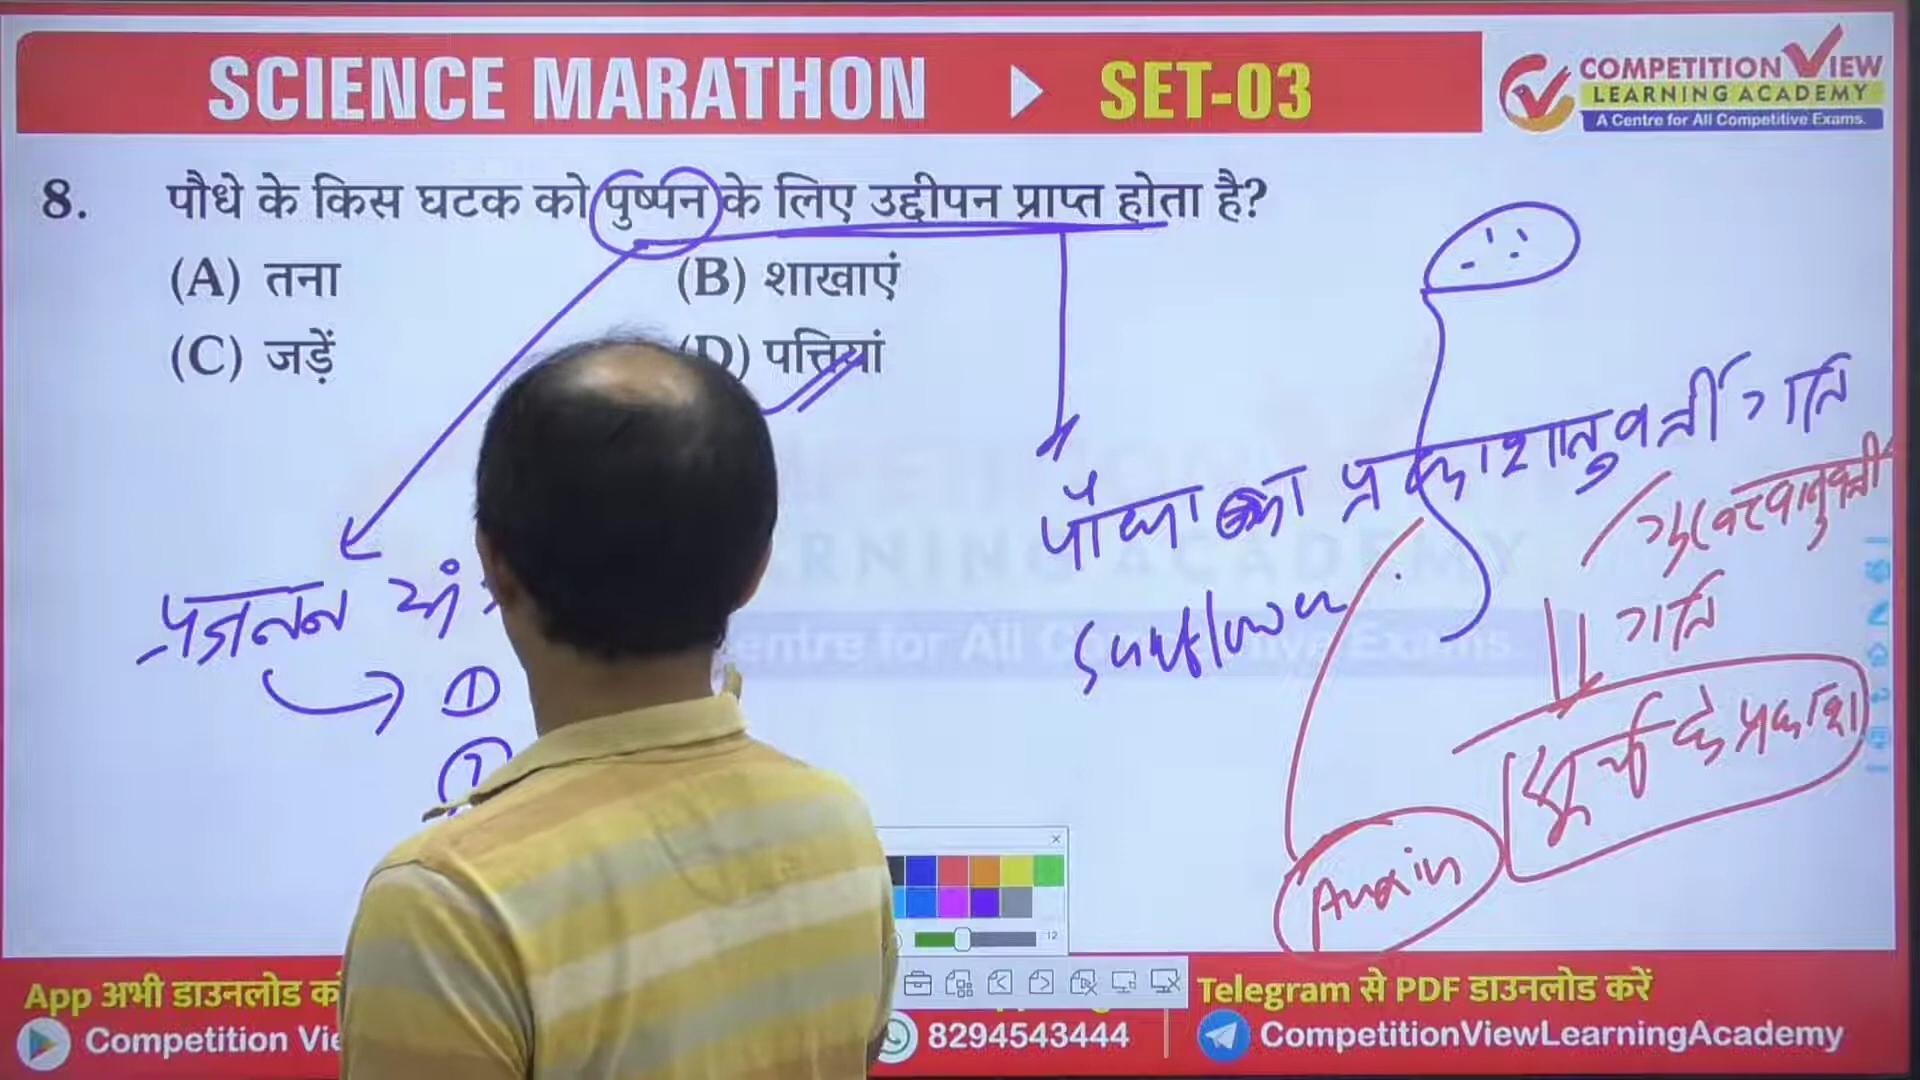 SCIENCE MARATHON SET-03
COMPETITION VIEW
LEARNING ACADEMY
A Centre for All Competitive Exams.
8. पौधे के किस घटक को पुष्पन के लिए उद्दीपन प्राप्त होता है?
(A) तना (B) शाखाएं
(C) जड़ें (D) पत्तियां
पौधा का प्रकाशानुवर्ती गति
गुरुत्वानुवर्ती
गति
sunflower
प्रजनन अं
①
सूर्य के प्रकाश
Auxin
12
App अभी डाउनलोड
Telegram से PDF डाउनलोड करें
Competition
8294543444
CompetitionViewLearningAcademy